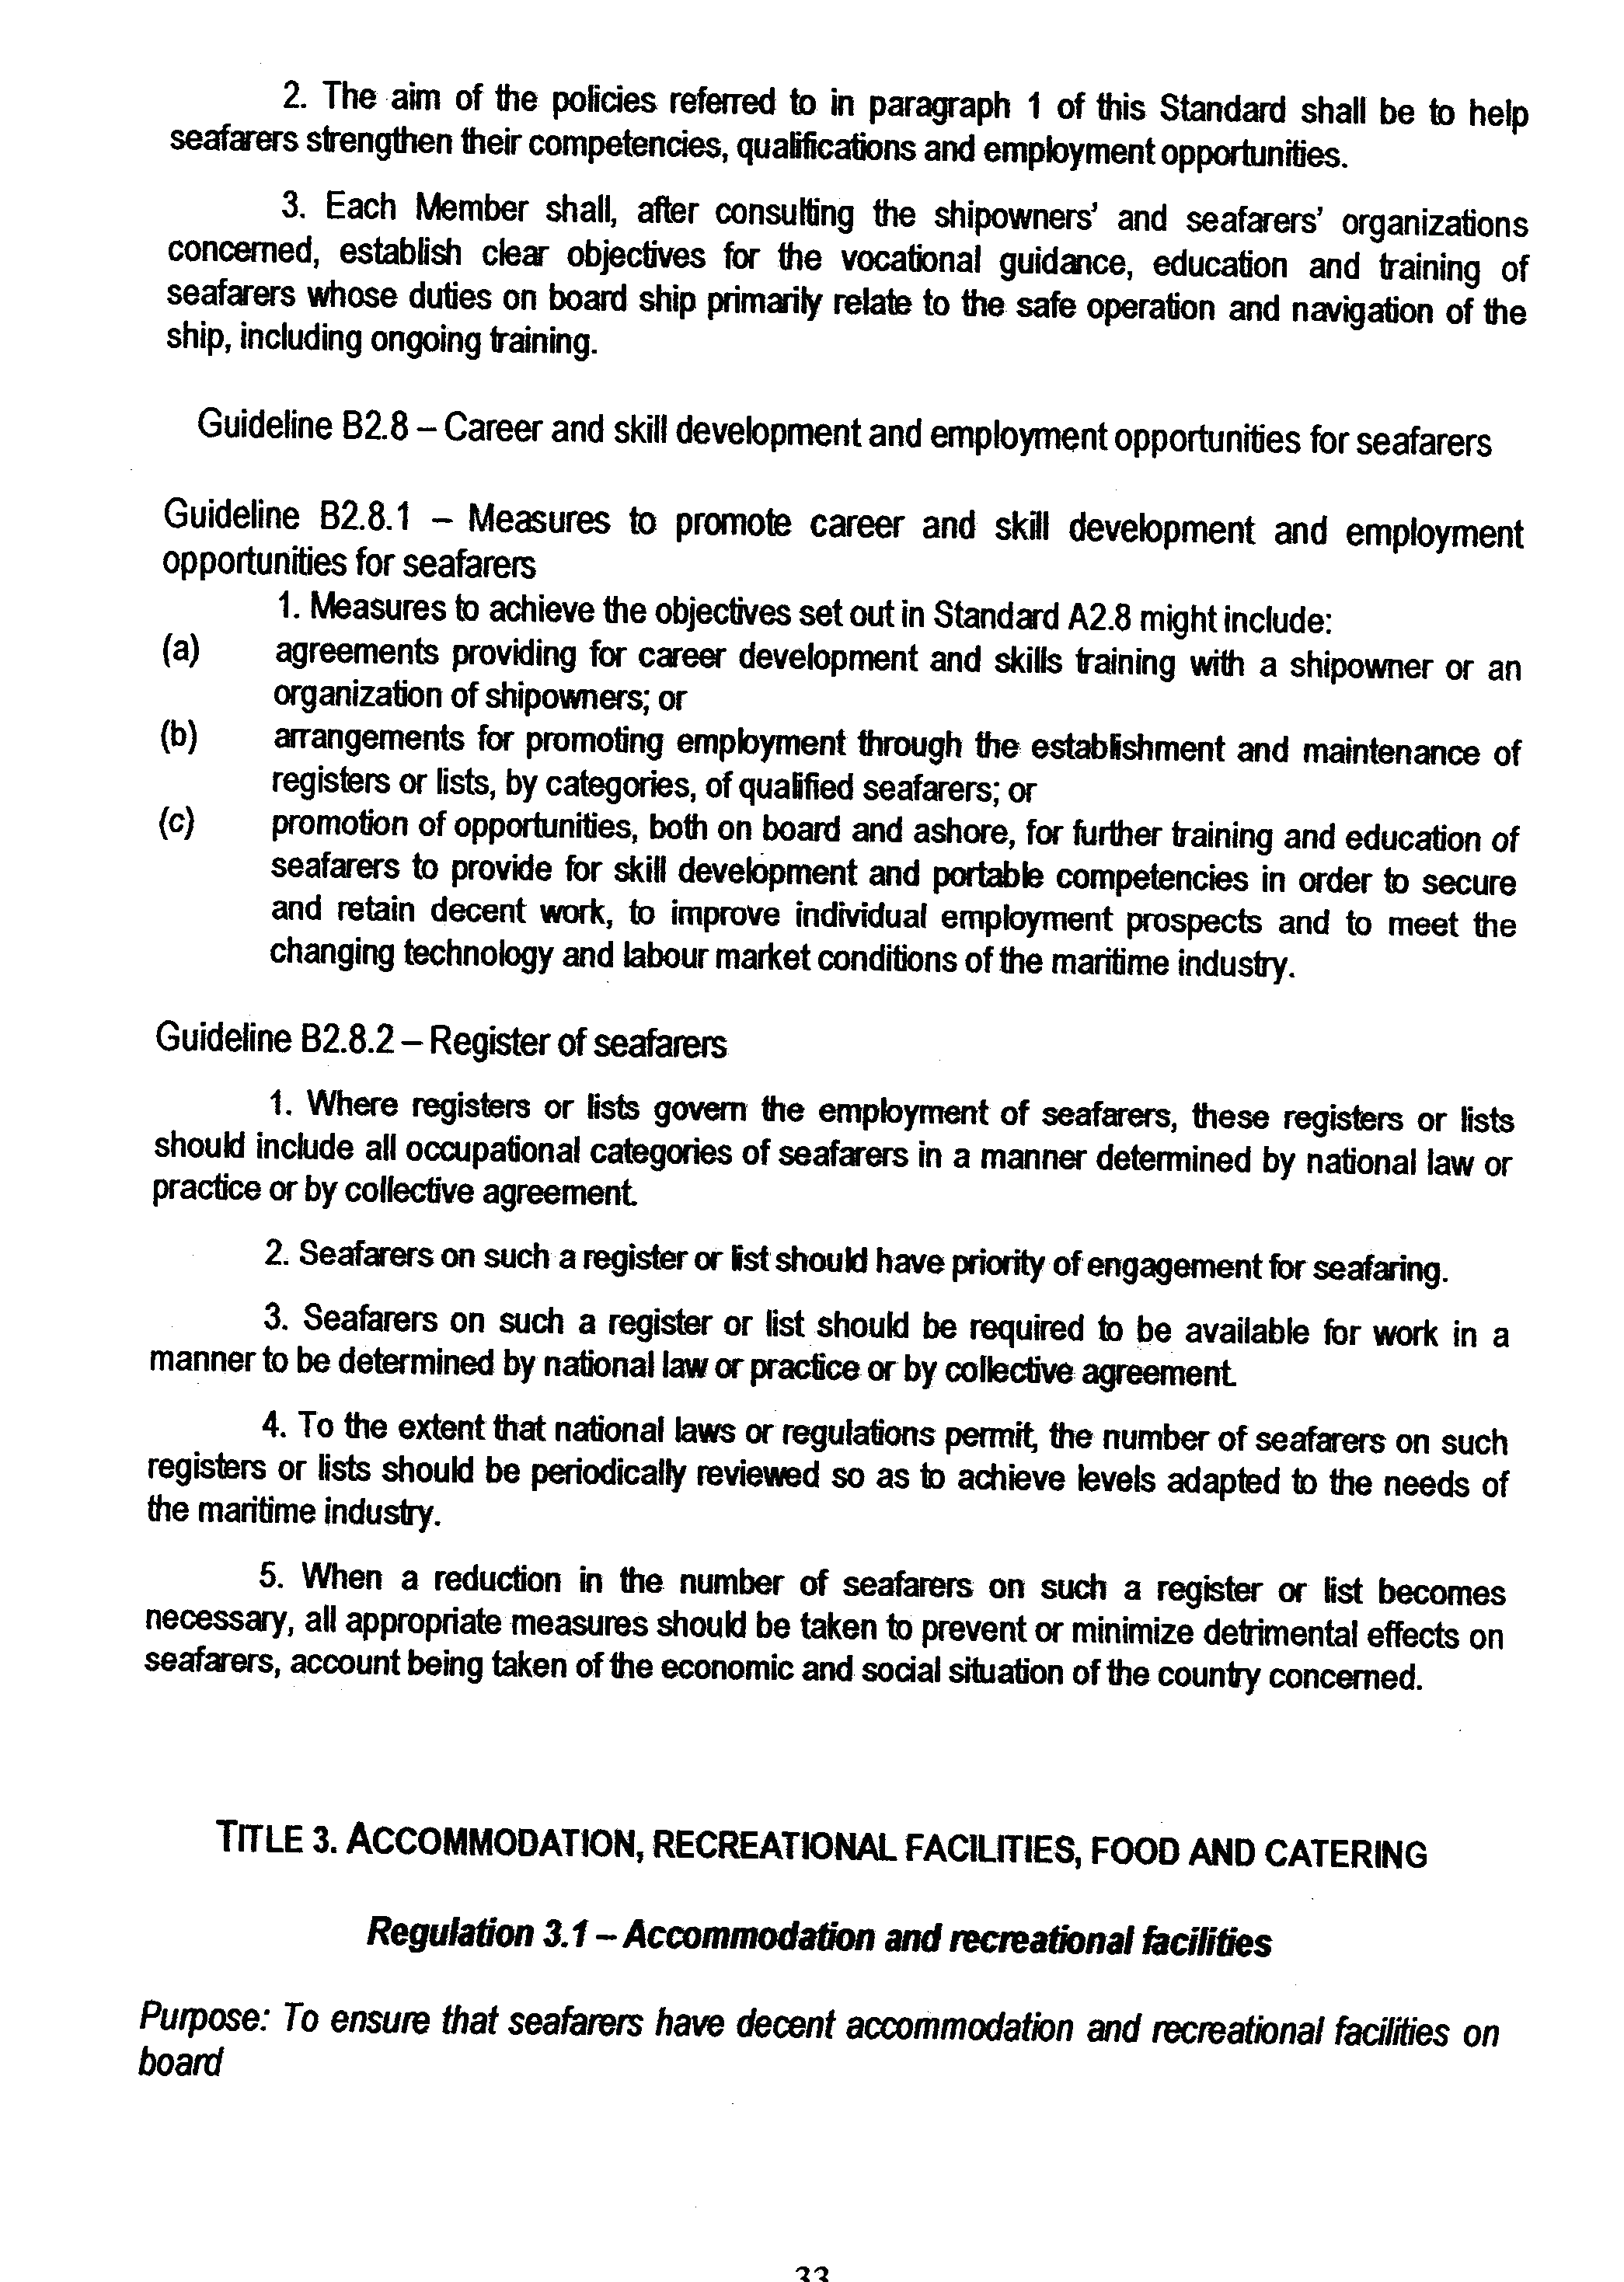 2. The aim of the policies referred to in paragraph 1 of this Standard shall be to help
seafarers strengthen their competencies, qualifications and employment opportunities.
3. Each Member shall, after consulting the shipowners' and seafarers' organizations
concerned, establish clear objectives for the vocational guidance, education and training of
seafarers whose duties on board ship primarily relate to the safe operation and navigation of the
ship, including ongoing training.
Guideline B2.8 – Career and skill development and employment opportunities for seafarers
Guideline B2.8.1 – Measures to promote career and skill development and employment
opportunities for seafarers
1. Measures to achieve the objectives set out in Standard A2.8 might include:
(a) agreements providing for career development and skills training with a shipowner or an
organization of shipowners; or
(b) arrangements for promoting employment through the establishment and maintenance of
registers or lists, by categories, of qualified seafarers; or
(c) promotion of opportunities, both on board and ashore, for further training and education of
seafarers to provide for skill development and portable competencies in order to secure
and retain decent work, to improve individual employment prospects and to meet the
changing technology and labour market conditions of the maritime industry.
Guideline B2.8.2 – Register of seafarers
1. Where registers or lists govern the employment of seafarers, these registers or lists
should include all occupational categories of seafarers in a manner determined by national law or
practice or by collective agreement.
2. Seafarers on such a register or list should have priority of engagement for seafaring.
3. Seafarers on such a register or list should be required to be available for work in a
manner to be determined by national law or practice or by collective agreement.
4. To the extent that national laws or regulations permit, the number of seafarers on such
registers or lists should be periodically reviewed so as to achieve levels adapted to the needs of
the maritime industry.
5. When a reduction in the number of seafarers on such a register or list becomes
necessary, all appropriate measures should be taken to prevent or minimize detrimental effects on
seafarers, account being taken of the economic and social situation of the country concerned.
TITLE 3. ACCOMMODATION, RECREATIONAL FACILITIES, FOOD AND CATERING
Regulation 3.1 – Accommodation and recreational facilities
Purpose: To ensure that seafarers have decent accommodation and recreational facilities on
board
33